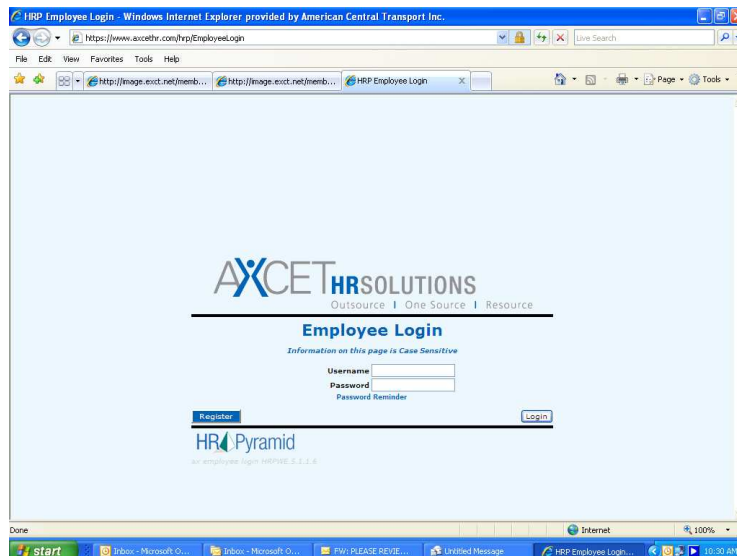 HRP Employee Login - Windows Internet Explorer provided by American Central Transport Inc.
https://www.axcethr.com/hrp/EmployeeLogin
Live Search
File Edit View Favorites Tools Help
http://image.exct.net/memb... http://image.exct.net/memb... HRP Employee Login X Page Tools
AXCET HRSOLUTIONS
Outsource | One Source | Resource
Employee Login
Information on this page is Case Sensitive
Username
Password
Password Reminder
Register Login
HR Pyramid
Done Internet 100%
start Inbox - Microsoft O... Inbox - Microsoft O... FW: PLEASE REVIE... Untitled Message HRP Employee Login... 10:30 AM